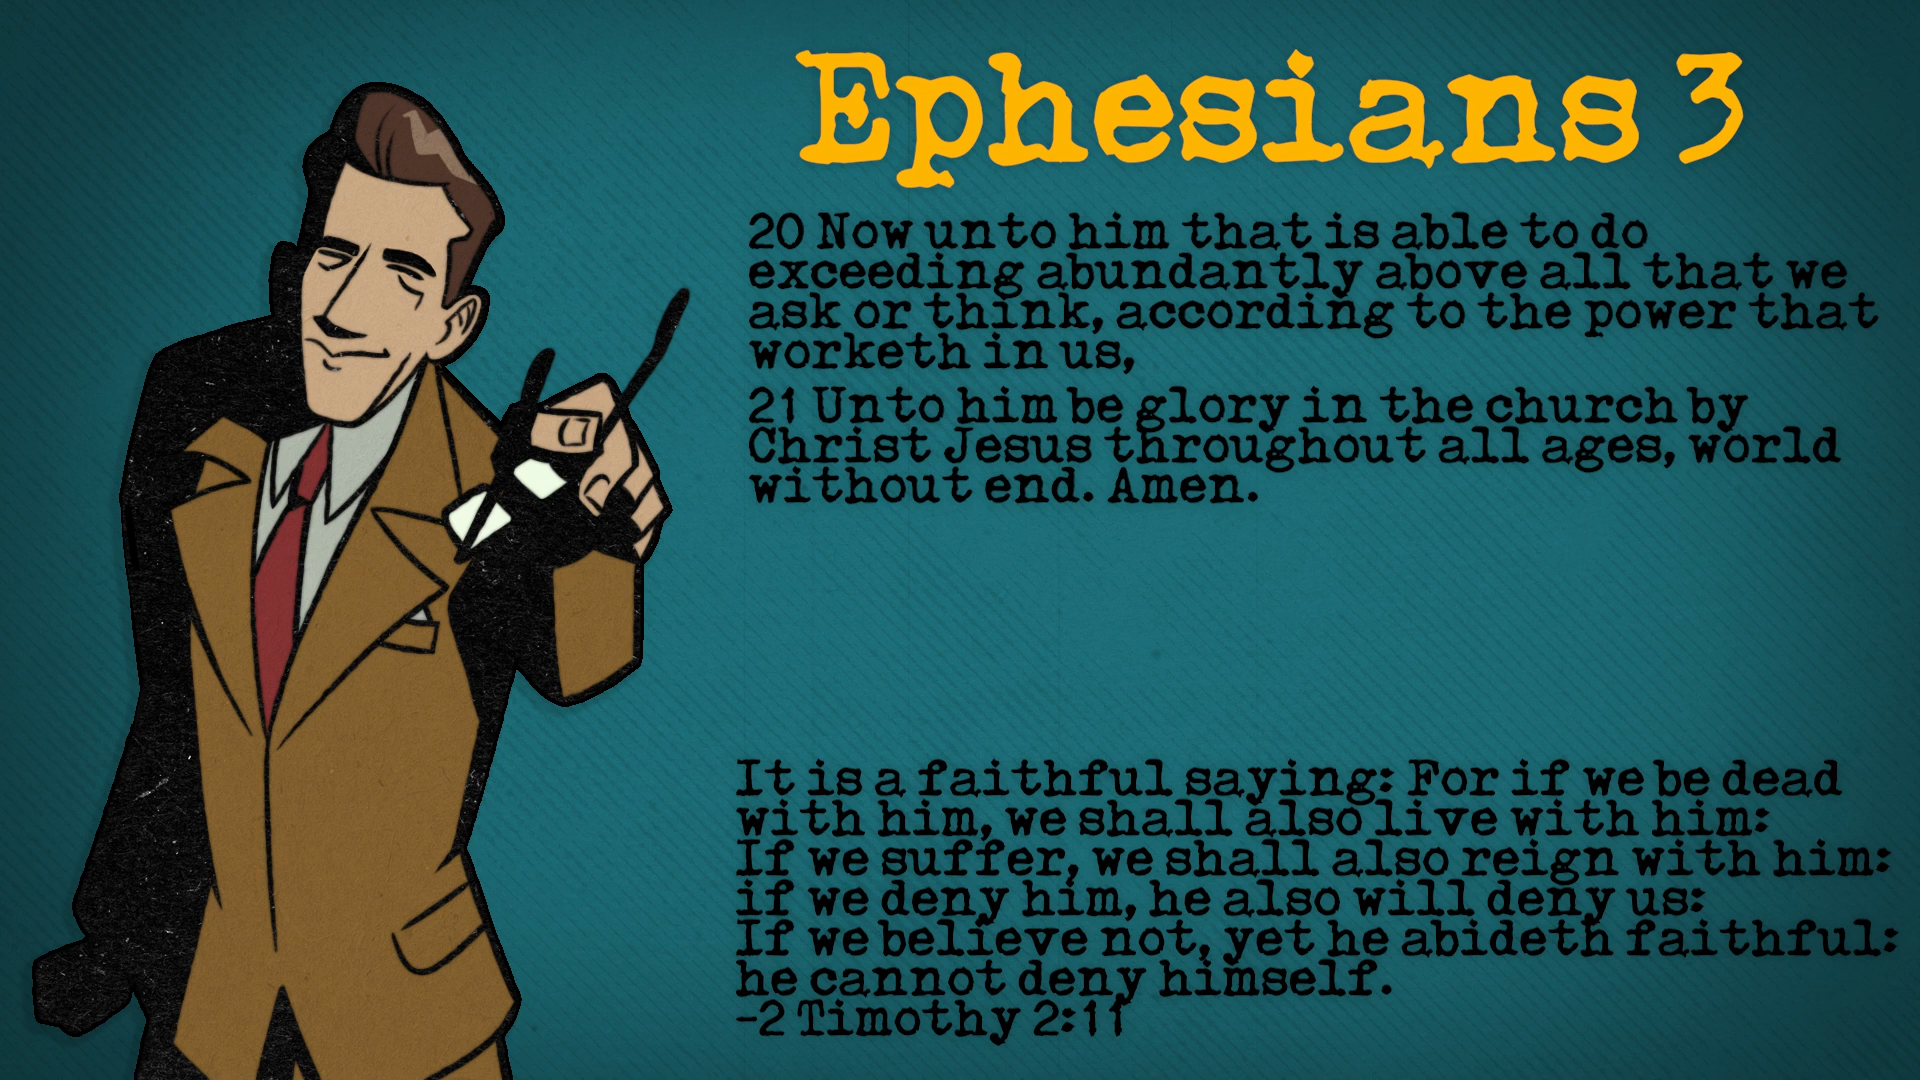 Ephesians 3
20 Now unto him that is able to do
exceeding abundantly above all that we
ask or think, according to the power that
worketh in us,
21 Unto him be glory in the church by
Christ Jesus throughout all ages, world
without end. Amen.
It is a faithful saying: For if we be dead
with him, we shall also live with him:
If we suffer, we shall also reign with him:
if we deny him, he also will deny us:
If we believe not, yet he abideth faithful:
he cannot deny himself.
-2 Timothy 2:11